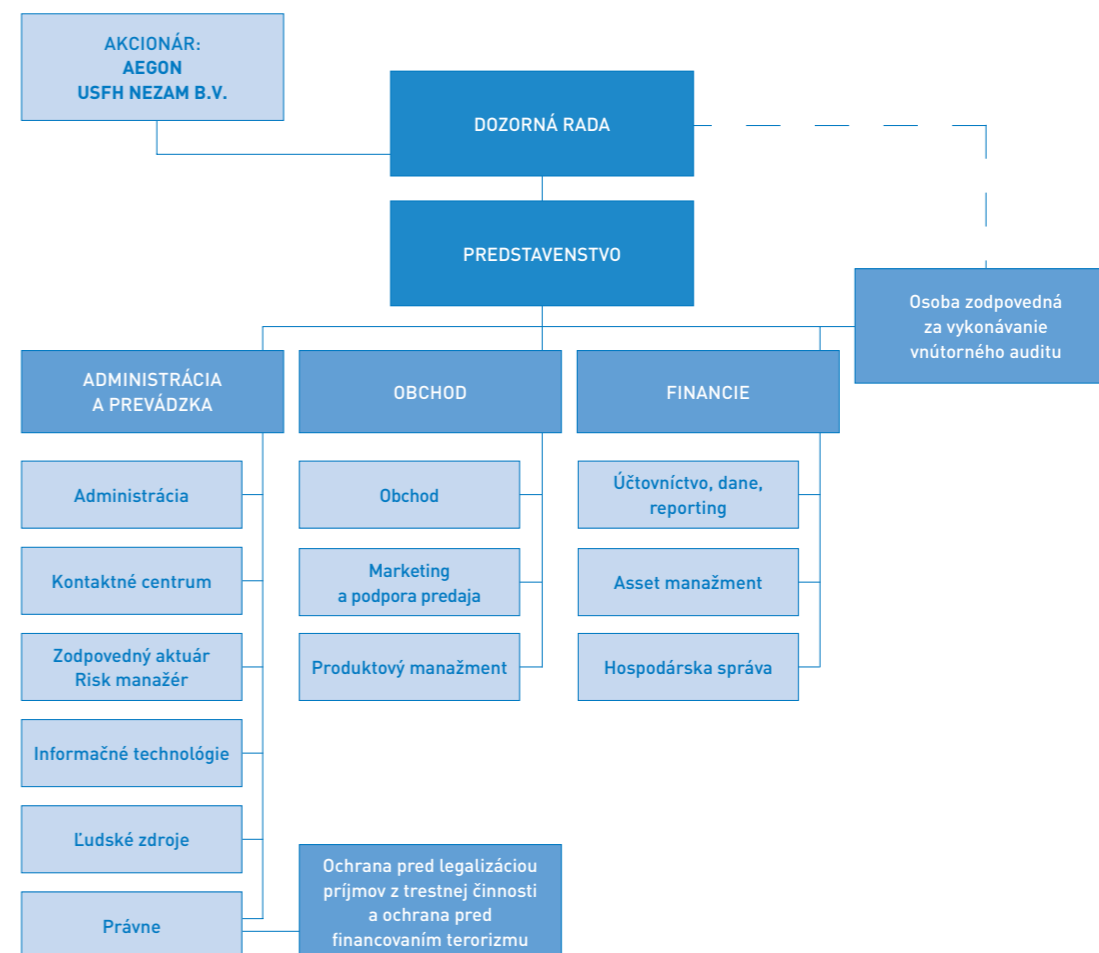 AKCIONÁR:
AEGON
USFH NEZAM B.V.
DOZORNÁ RADA
PREDSTAVENSTVO
Osoba zodpovedná
za vykonávanie
vnútorného auditu
ADMINISTRÁCIA
A PREVÁDZKA
OBCHOD
FINANCIE
Administrácia
Obchod
Účtovníctvo, dane,
reporting
Kontaktné centrum
Marketing
a podpora predaja
Asset manažment
Zodpovedný aktuár
Risk manažér
Produktový manažment
Hospodárska správa
Informačné technológie
Ľudské zdroje
Právne
Ochrana pred legalizáciou
príjmov z trestnej činnosti
a ochrana pred
financovaním terorizmu